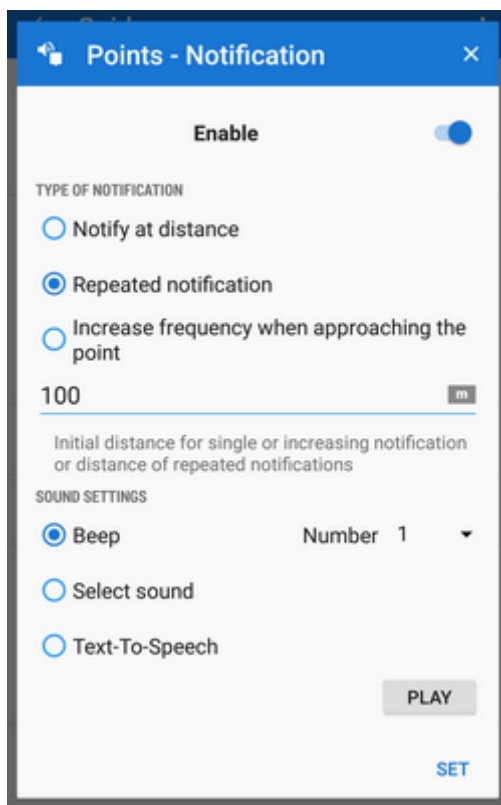 Points - Notification
Enable
TYPE OF NOTIFICATION
Notify at distance
Repeated notification
Increase frequency when approaching the
point
100 m
Initial distance for single or increasing notification
or distance of repeated notifications
SOUND SETTINGS
Beep Number 1
Select sound
Text-To-Speech
PLAY
SET